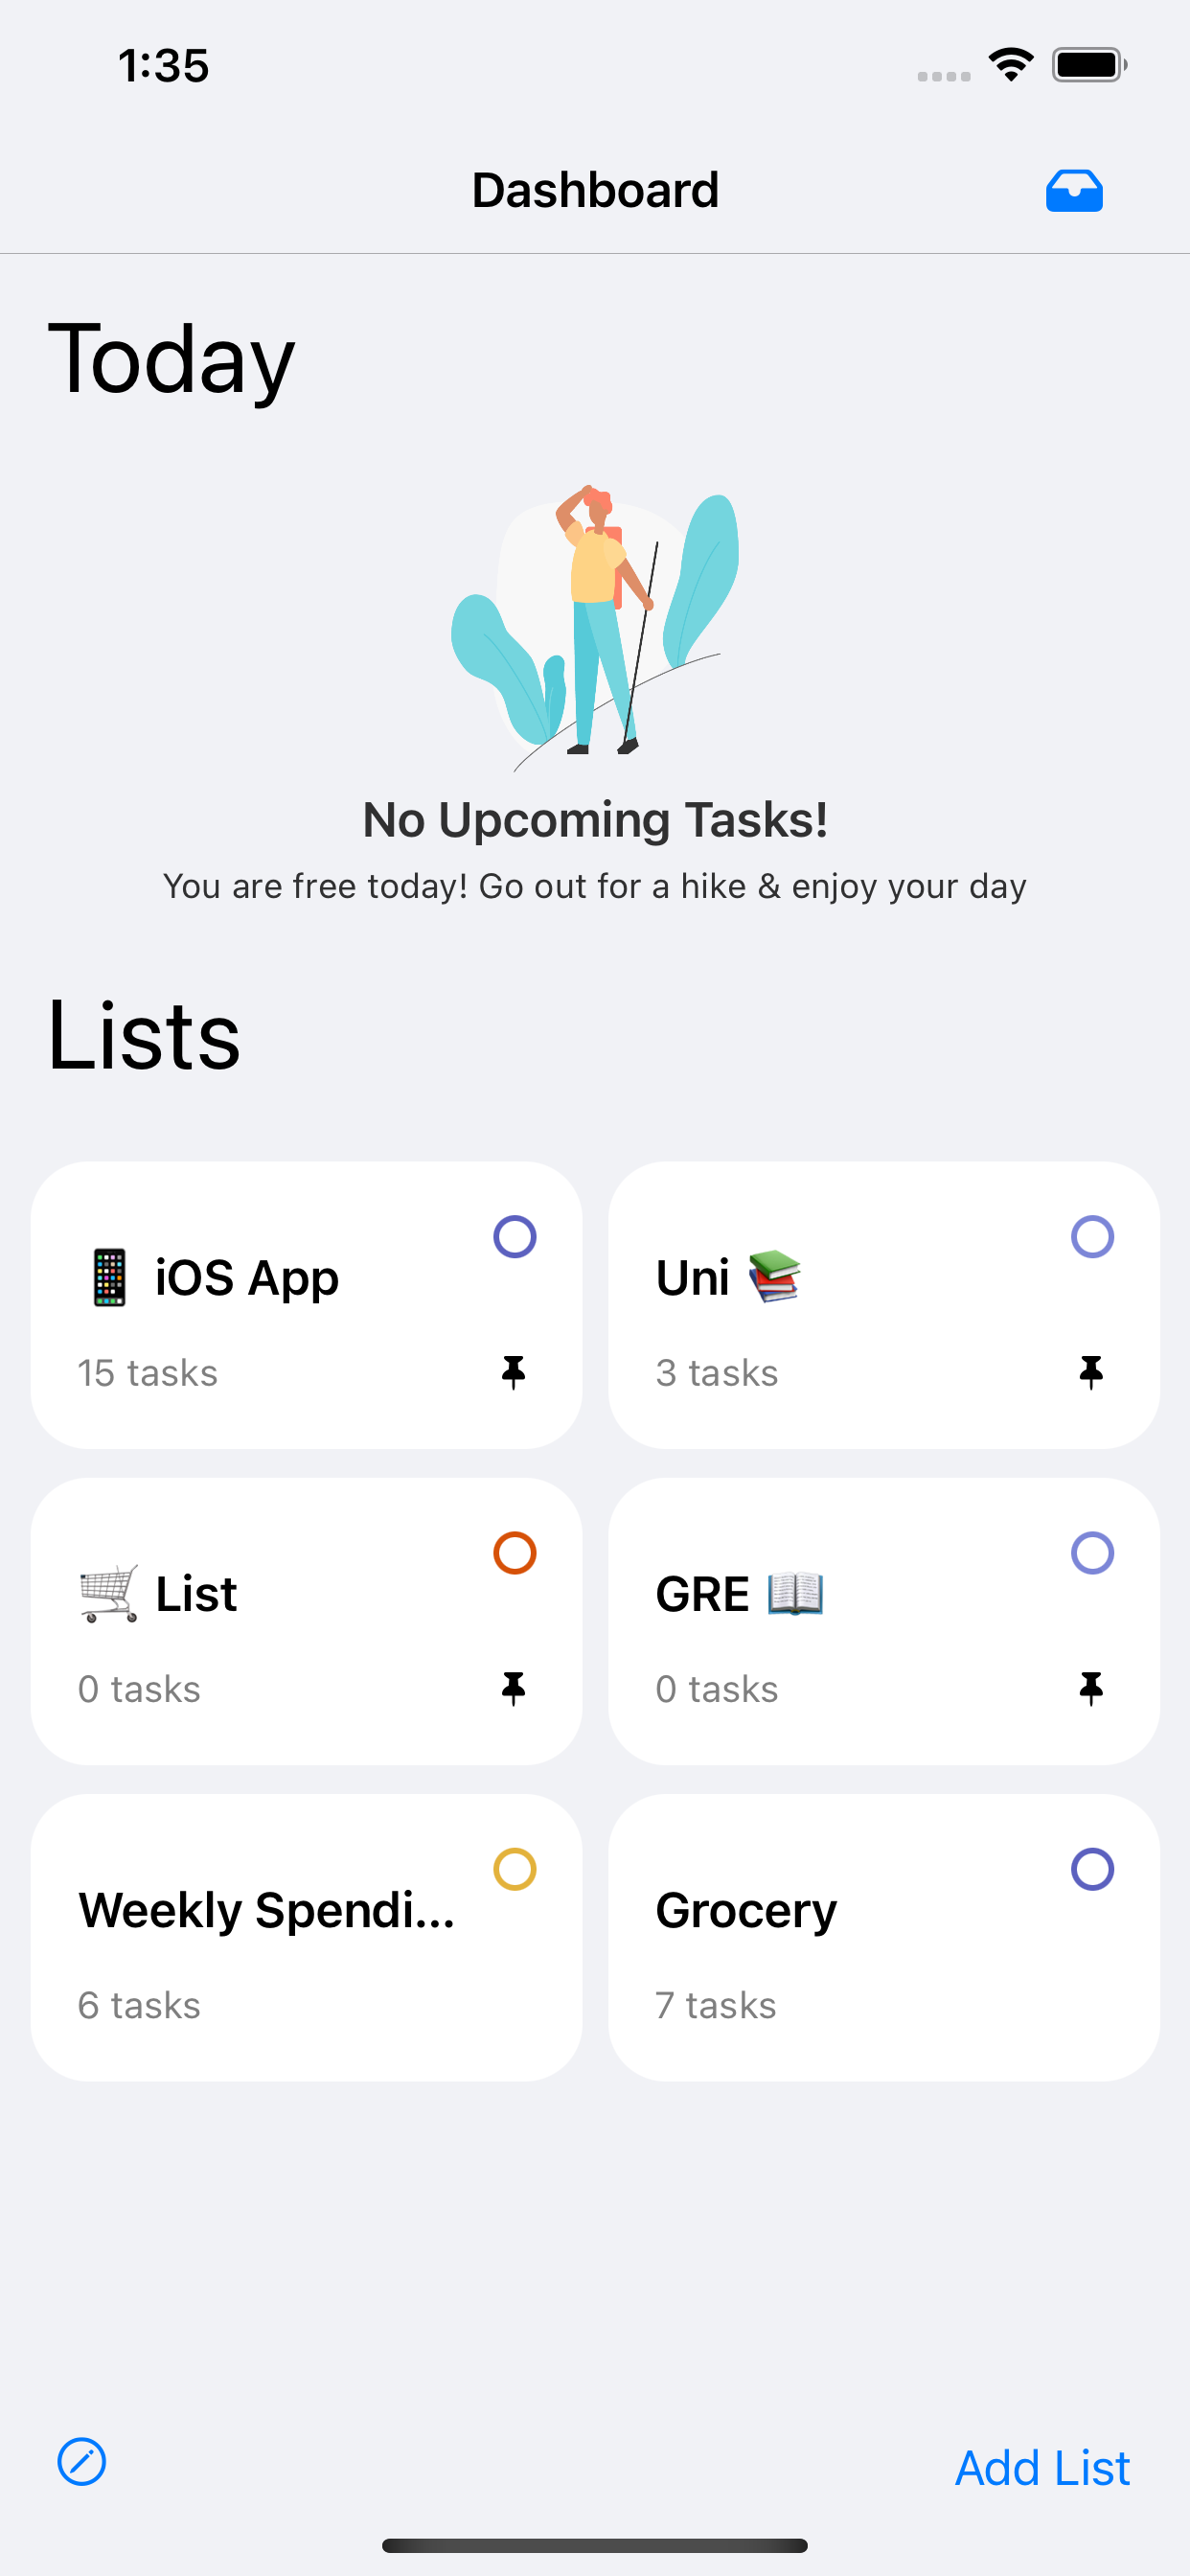 1:35
Dashboard
Today
No Upcoming Tasks!
You are free today! Go out for a hike & enjoy your day
Lists
📱 iOS App
15 tasks
Uni 📚
3 tasks
🛒 List
0 tasks
GRE 📖
0 tasks
Weekly Spendi...
6 tasks
Grocery
7 tasks
Add List